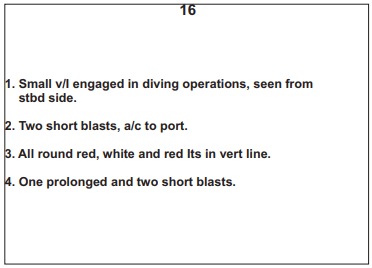 16
1. Small v/l engaged in diving operations, seen from
stbd side.
2. Two short blasts, a/c to port.
3. All round red, white and red lts in vert line.
4. One prolonged and two short blasts.